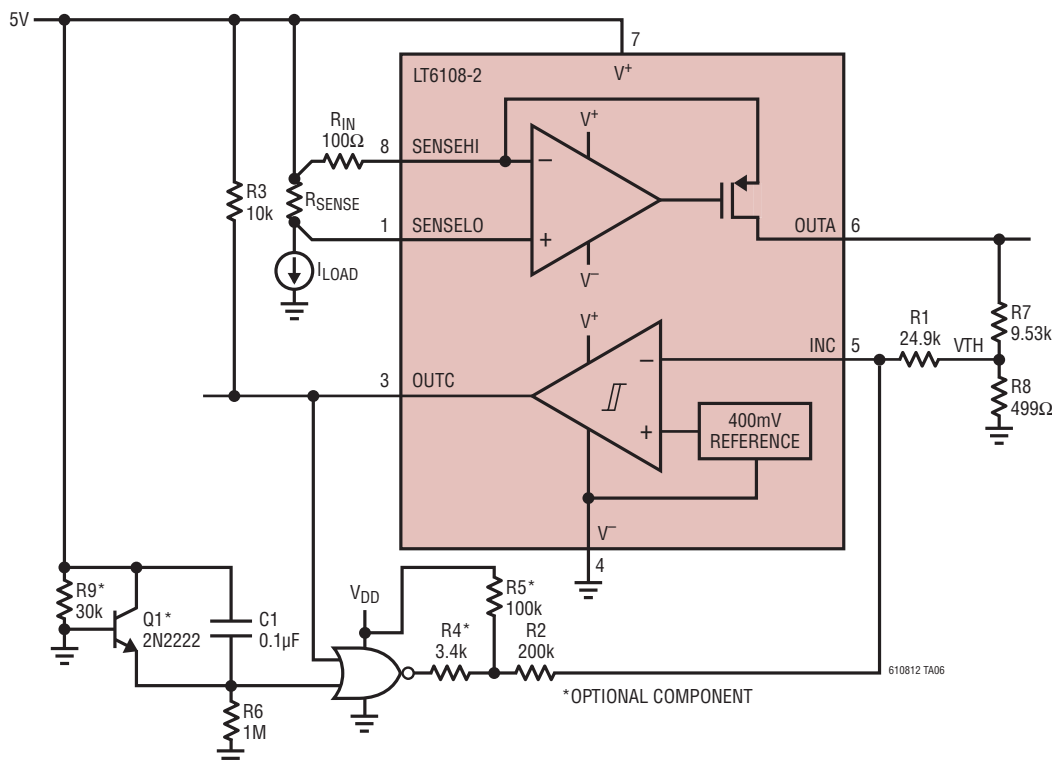 5V
7
V+
LT6108-2
RIN
100Ω
8
SENSEHI
V+
−
R3
10k
RSENSE
1
SENSELO
+
OUTA
6
V−
ILOAD
V+
R1
24.9k
VTH
R7
9.53k
INC
5
−
3
OUTC
400mV
REFERENCE
+
R8
499Ω
V−
4
R9*
30k
Q1*
2N2222
C1
0.1µF
VDD
R5*
100k
R4*
3.4k
R2
200k
610812 TA06
*OPTIONAL COMPONENT
R6
1M